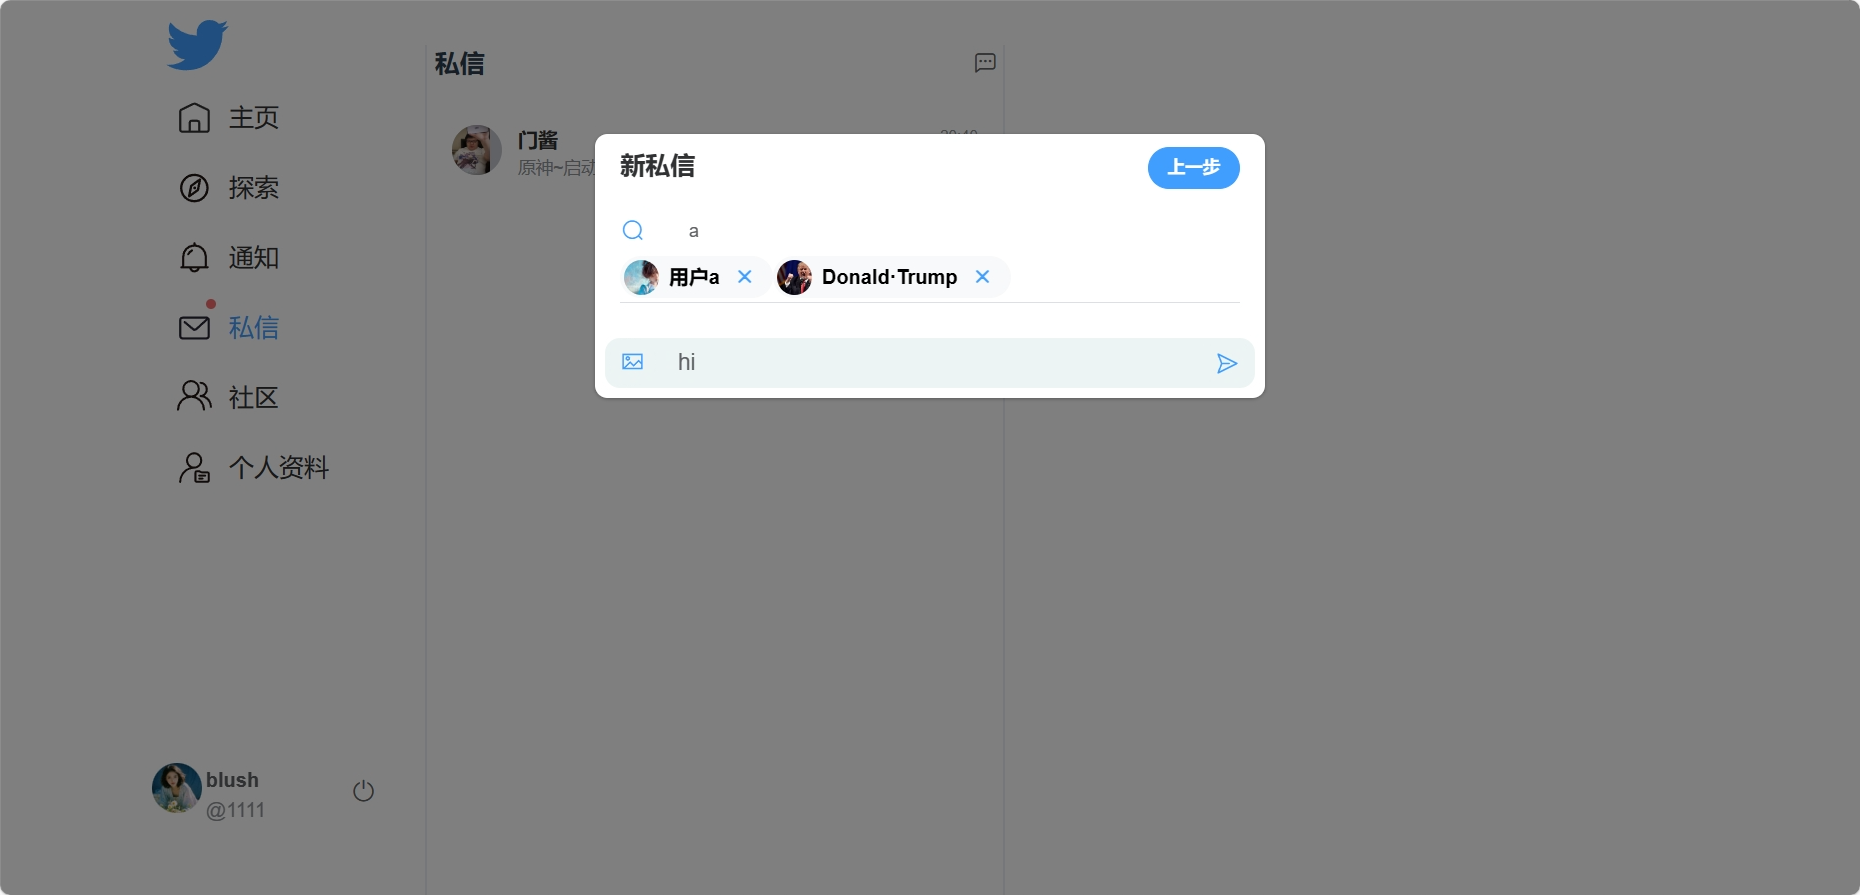 主页
探索
通知
私信
社区
个人资料
blush
@1111
私信
门酱
原神~启动
新私信
上一步
a
用户a
Donald·Trump
hi